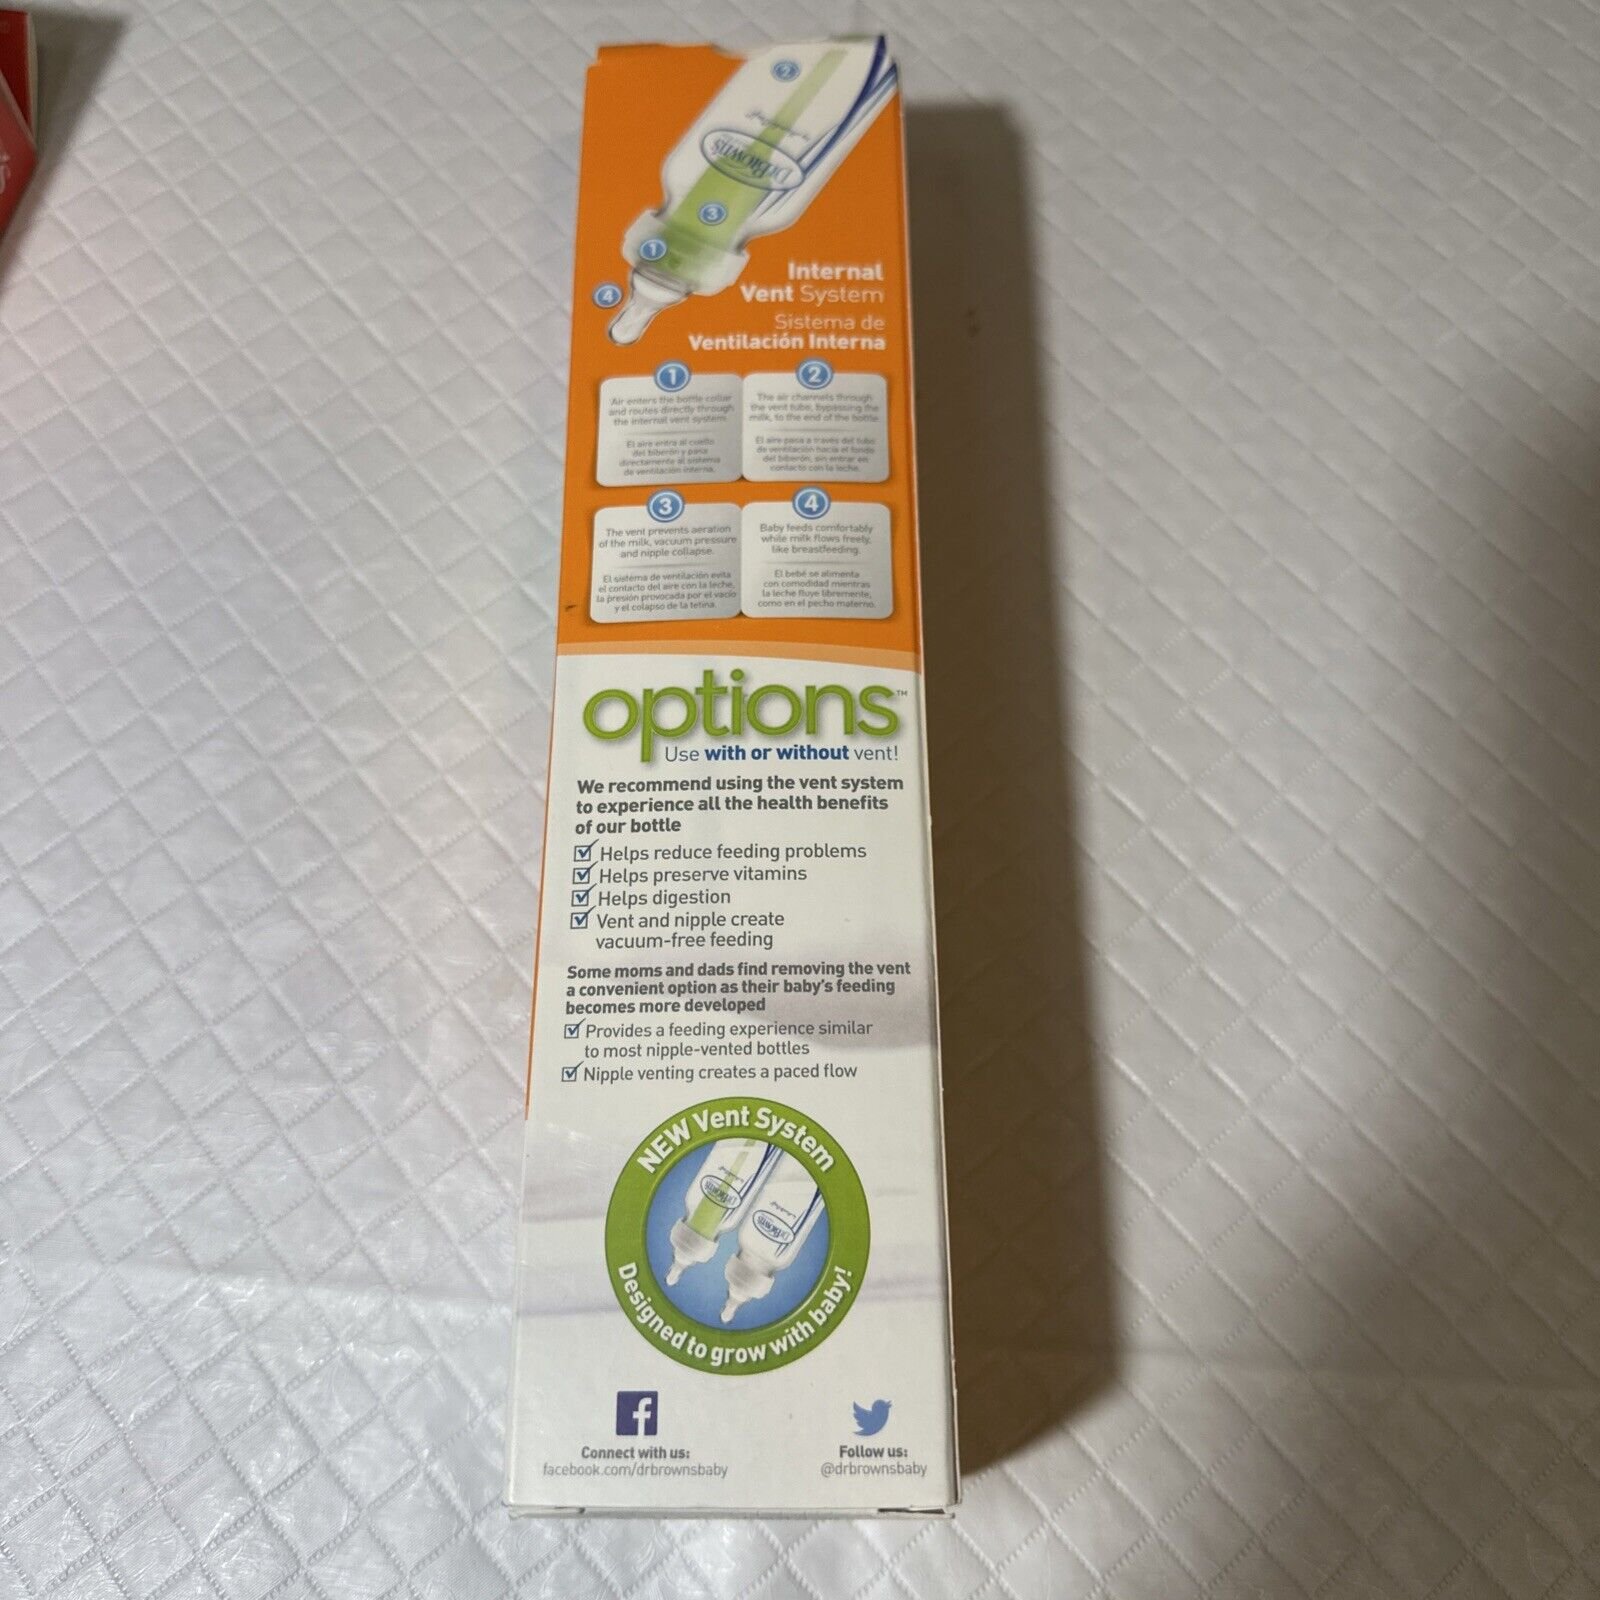 2
Dr Brown's
3
1
4
Internal
Vent System
Sistema de
Ventilación Interna
1
Air enters the bottle collar
and routes directly through
the internal vent system.
El aire entra al cuello
del biberón y pasa
directamente al sistema
de ventilación interna.
2
The air channels through
the vent tube, bypassing the
milk, to the end of the bottle.
El aire pasa a través del tubo
de ventilación hacia el fondo
del biberón, sin entrar en
contacto con la leche.
3
The vent prevents aeration
of the milk, vacuum pressure
and nipple collapse.
El sistema de ventilación evita
el contacto del aire con la leche,
la presión provocada por el vacío
y el colapso de la tetina.
4
Baby feeds comfortably
while milk flows freely,
like breastfeeding.
El bebé se alimenta
con comodidad mientras
la leche fluye libremente,
como en el pecho materno.
options™
Use with or without vent!
We recommend using the vent system
to experience all the health benefits
of our bottle
Helps reduce feeding problems
Helps preserve vitamins
Helps digestion
Vent and nipple create
vacuum-free feeding
Some moms and dads find removing the vent
a convenient option as their baby's feeding
becomes more developed
Provides a feeding experience similar
to most nipple-vented bottles
Nipple venting creates a paced flow
NEW Vent System
Dr Brown's
Dr Brown's
Designed to grow with baby!
f
Connect with us:
facebook.com/drbrownsbaby
Follow us:
@drbrownsbaby